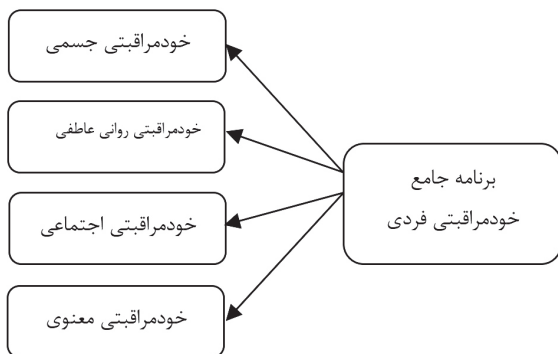 برنامه جامع
خودمراقبتی فردی
خودمراقبتی جسمی
خودمراقبتی روانی عاطفی
خودمراقبتی اجتماعی
خودمراقبتی معنوی